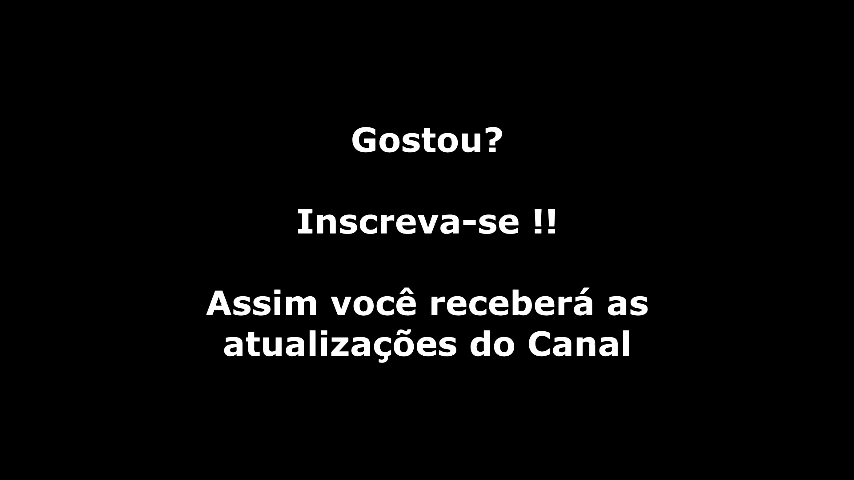 Gostou?
Inscreva-se !!
Assim você receberá as
atualizações do Canal